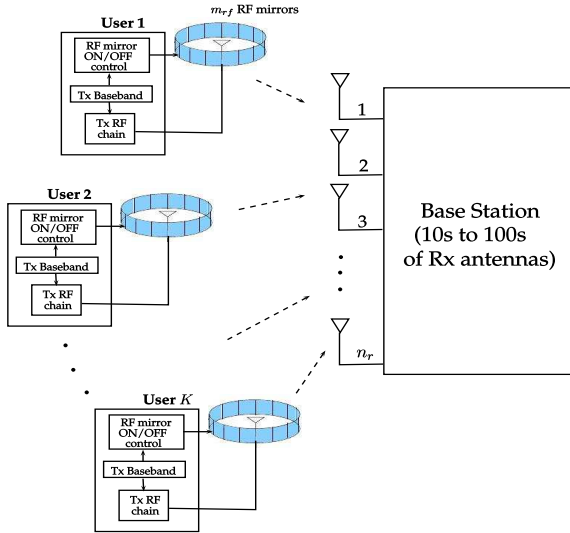 User 1
m_rf RF mirrors
RF mirror
ON/OFF
control
Tx Baseband
Tx RF
chain
1
2
3
n_r
Base Station
(10s to 100s
of Rx antennas)
User 2
RF mirror
ON/OFF
control
Tx Baseband
Tx RF
chain
User K
RF mirror
ON/OFF
control
Tx Baseband
Tx RF
chain